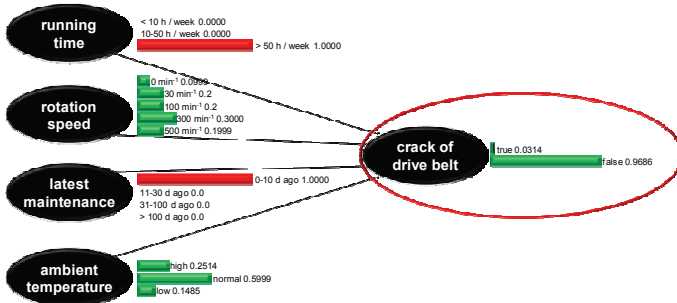 running
time
< 10 h / week 0.0000
10-50 h / week 0.0000
> 50 h / week 1.0000
rotation
speed
0 min⁻¹ 0.0999
30 min⁻¹ 0.2
100 min⁻¹ 0.2
300 min⁻¹ 0.3000
500 min⁻¹ 0.1999
latest
maintenance
0-10 d ago 1.0000
11-30 d ago 0.0
31-100 d ago 0.0
> 100 d ago 0.0
ambient
temperature
high 0.2514
normal 0.5999
low 0.1485
crack of
drive belt
true 0.0314
false 0.9686